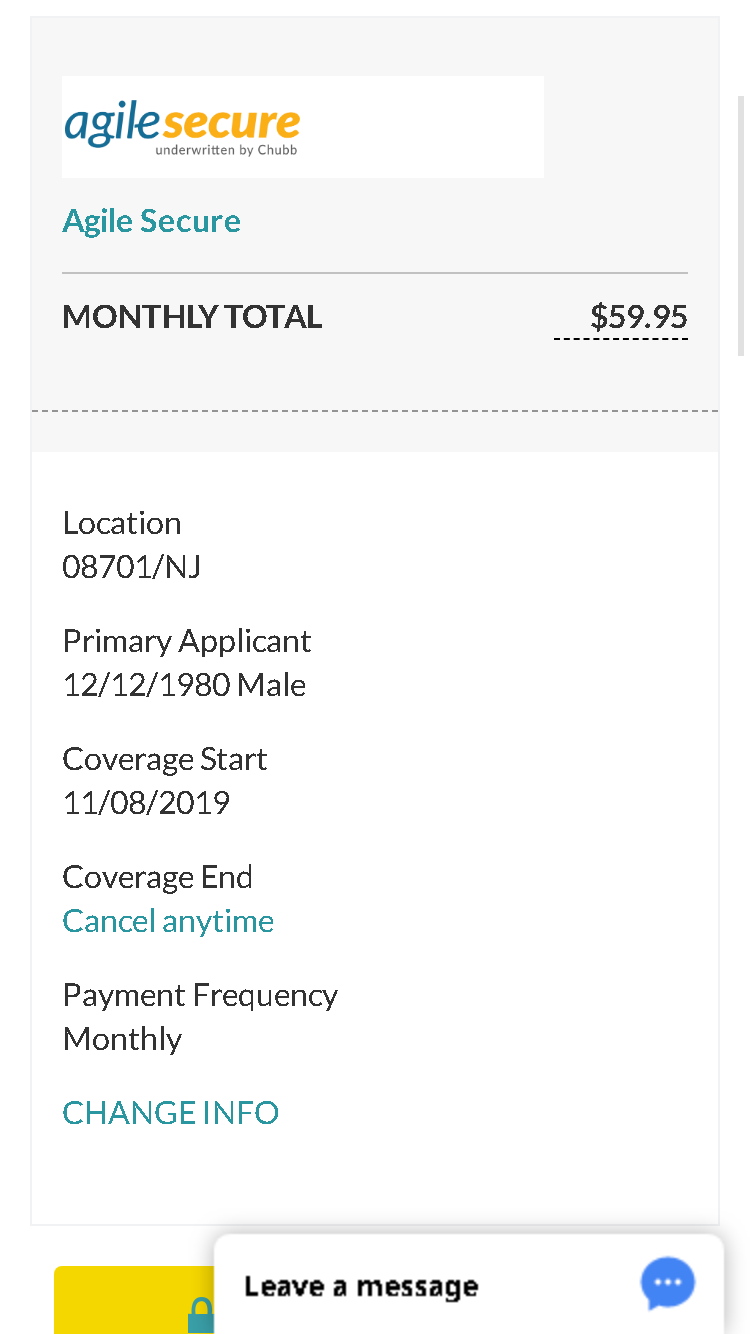 agilesecure
underwritten by Chubb
Agile Secure
MONTHLY TOTAL $59.95
Location
08701/NJ
Primary Applicant
12/12/1980 Male
Coverage Start
11/08/2019
Coverage End
Cancel anytime
Payment Frequency
Monthly
CHANGE INFO
Leave a message